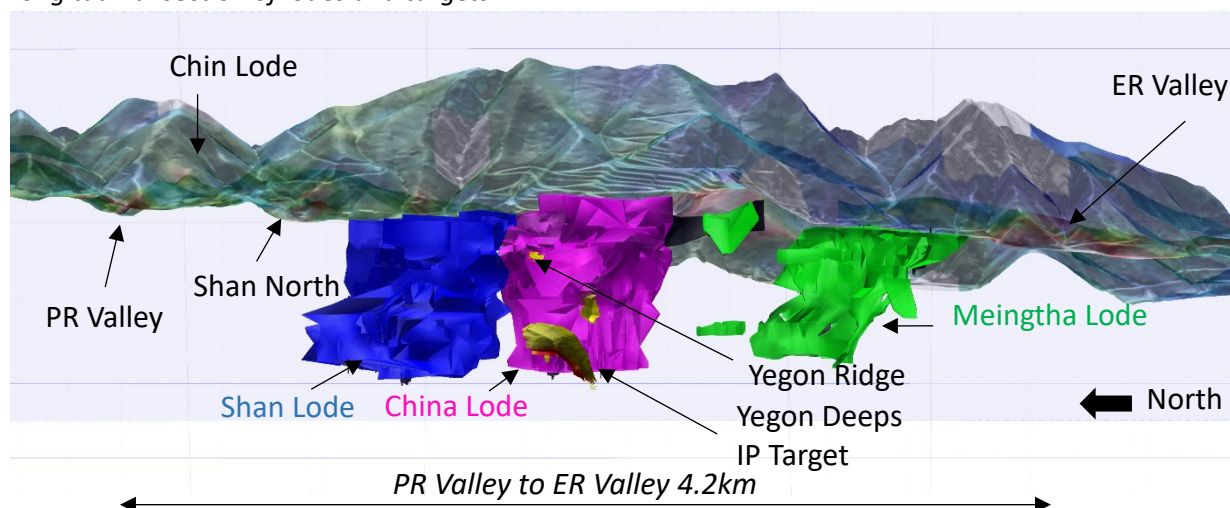 Chin Lode
ER Valley
Shan North
PR Valley
Meingtha Lode
Yegon Ridge
Shan Lode
China Lode
Yegon Deeps
IP Target
North
PR Valley to ER Valley 4.2km